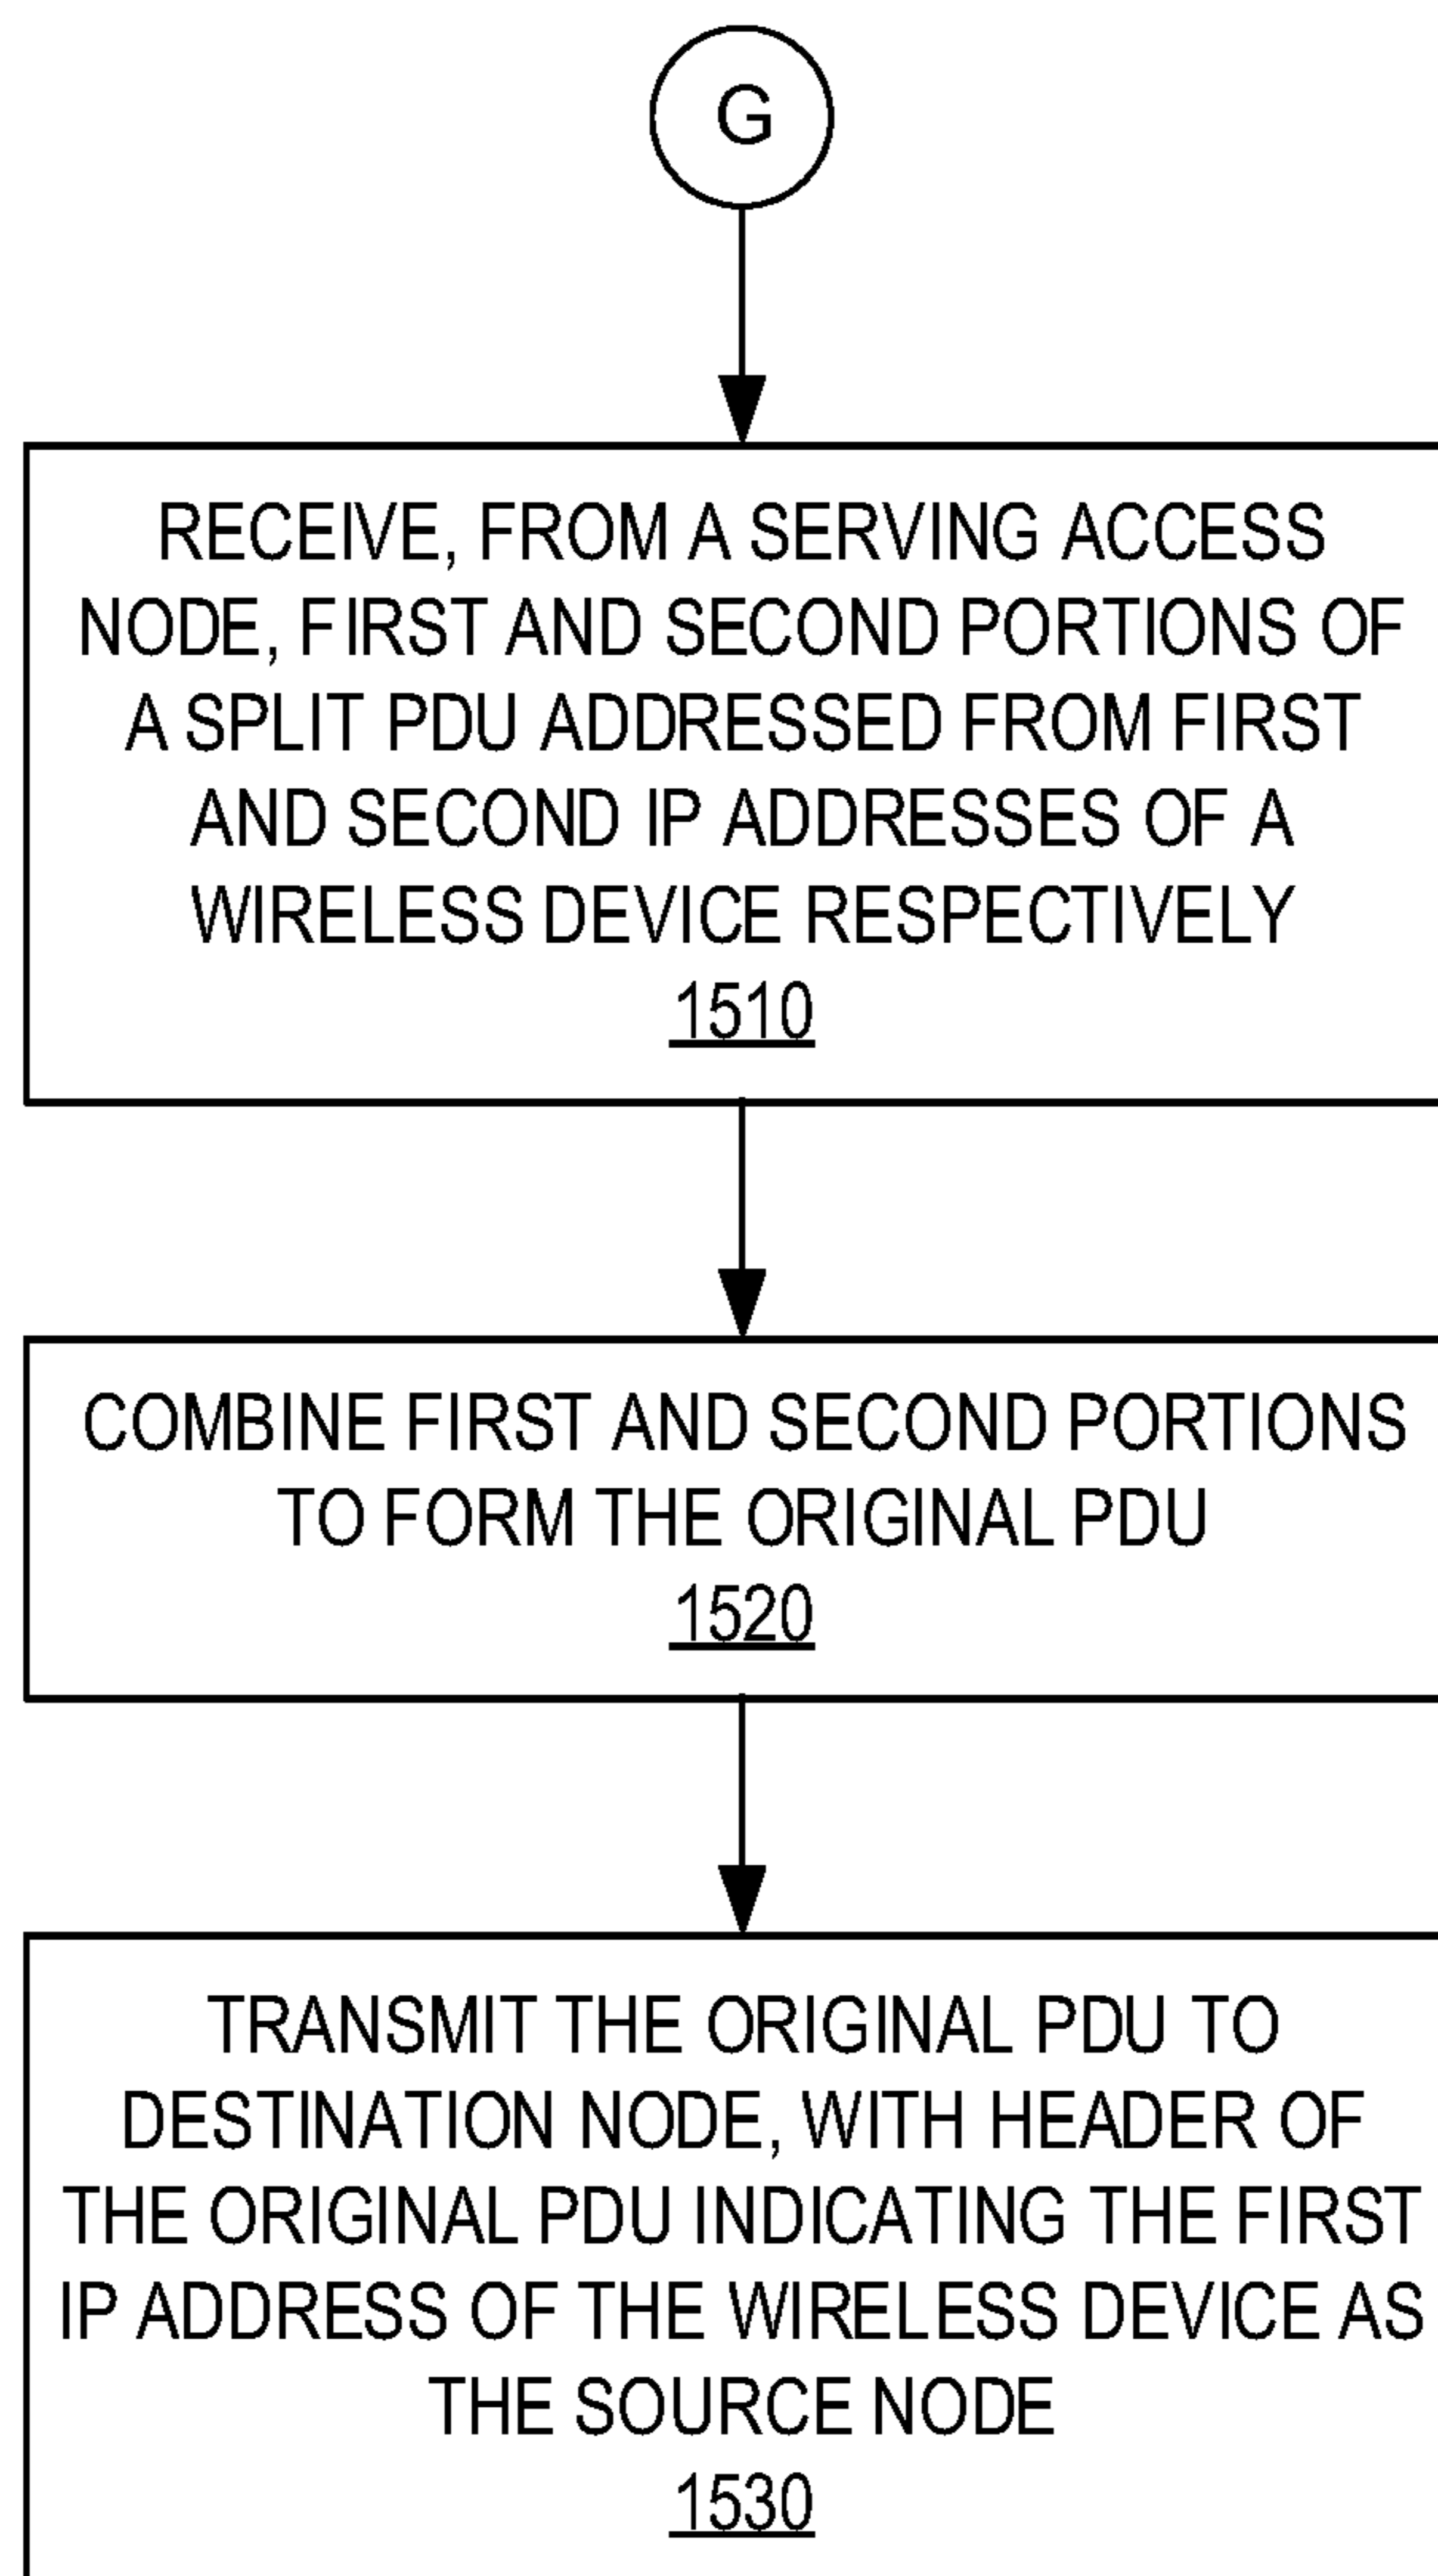 G
RECEIVE, FROM A SERVING ACCESS
NODE, FIRST AND SECOND PORTIONS OF
A SPLIT PDU ADDRESSED FROM FIRST
AND SECOND IP ADDRESSES OF A
WIRELESS DEVICE RESPECTIVELY
1510
COMBINE FIRST AND SECOND PORTIONS
TO FORM THE ORIGINAL PDU
1520
TRANSMIT THE ORIGINAL PDU TO
DESTINATION NODE, WITH HEADER OF
THE ORIGINAL PDU INDICATING THE FIRST
IP ADDRESS OF THE WIRELESS DEVICE AS
THE SOURCE NODE
1530